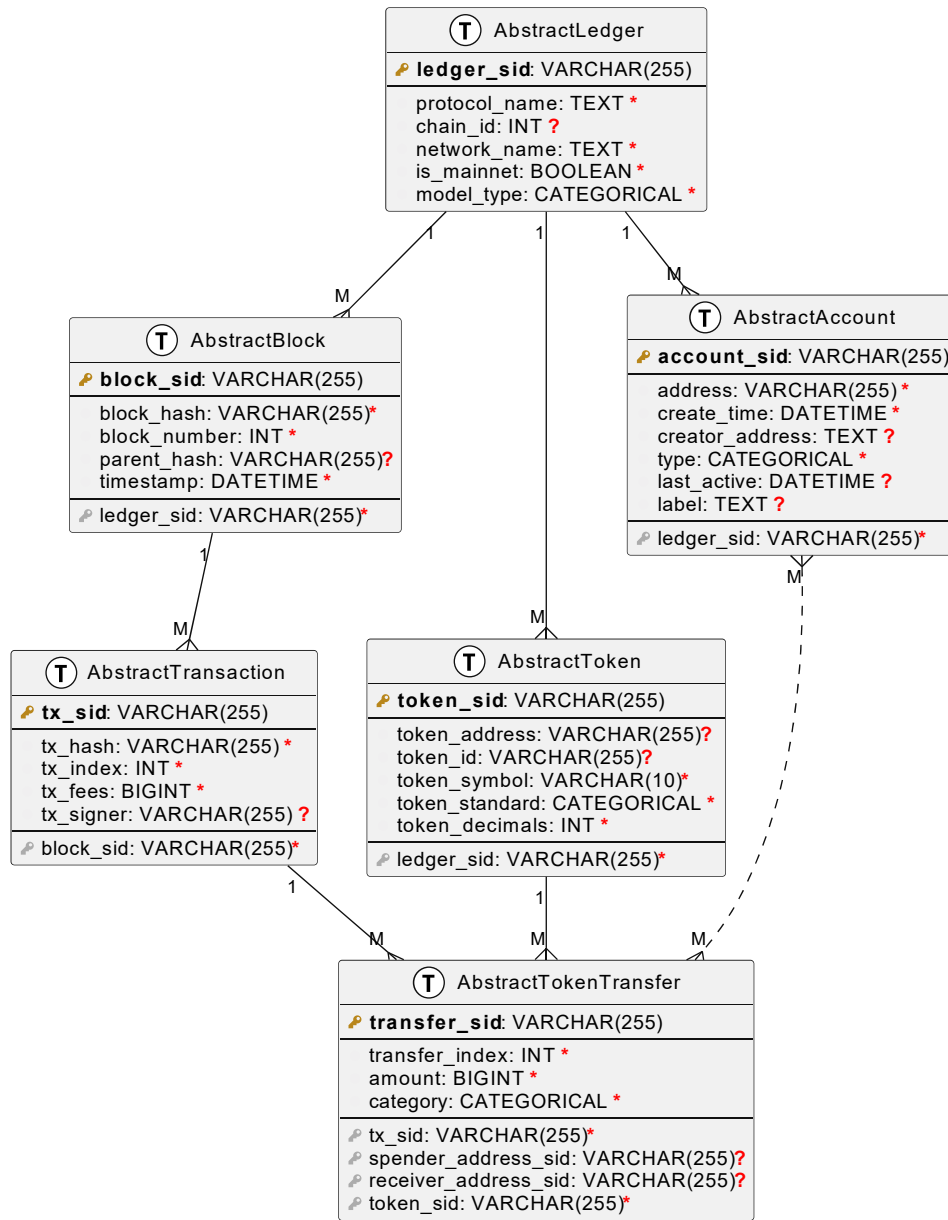 T AbstractLedger
ledger_sid: VARCHAR(255)
protocol_name: TEXT *
chain_id: INT ?
network_name: TEXT *
is_mainnet: BOOLEAN *
model_type: CATEGORICAL *
1 1 1
M M
T AbstractBlock
block_sid: VARCHAR(255)
block_hash: VARCHAR(255)*
block_number: INT *
parent_hash: VARCHAR(255)?
timestamp: DATETIME *
ledger_sid: VARCHAR(255)*
T AbstractAccount
account_sid: VARCHAR(255)
address: VARCHAR(255) *
create_time: DATETIME *
creator_address: TEXT ?
type: CATEGORICAL *
last_active: DATETIME ?
label: TEXT ?
ledger_sid: VARCHAR(255)*
1 M
M M
T AbstractTransaction
tx_sid: VARCHAR(255)
tx_hash: VARCHAR(255) *
tx_index: INT *
tx_fees: BIGINT *
tx_signer: VARCHAR(255) ?
block_sid: VARCHAR(255)*
T AbstractToken
token_sid: VARCHAR(255)
token_address: VARCHAR(255)?
token_id: VARCHAR(255)?
token_symbol: VARCHAR(10)*
token_standard: CATEGORICAL *
token_decimals: INT *
ledger_sid: VARCHAR(255)*
1 1
M M M
T AbstractTokenTransfer
transfer_sid: VARCHAR(255)
transfer_index: INT *
amount: BIGINT *
category: CATEGORICAL *
tx_sid: VARCHAR(255)*
spender_address_sid: VARCHAR(255)?
receiver_address_sid: VARCHAR(255)?
token_sid: VARCHAR(255)*